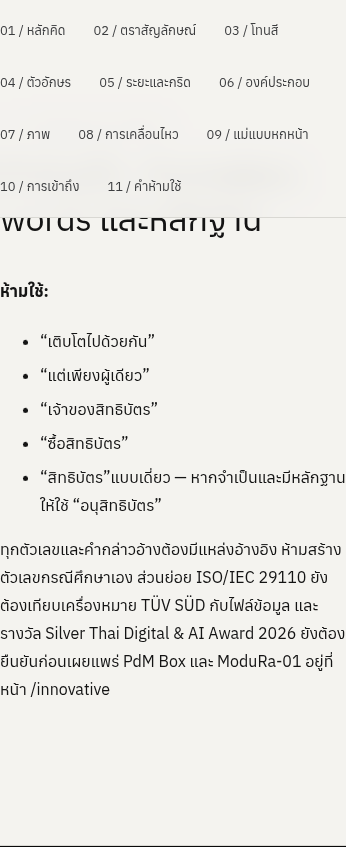 01 / หลักคิด 02 / ตราสัญลักษณ์ 03 / โทนสี
04 / ตัวอักษร 05 / ระยะและกริด 06 / องค์ประกอบ
07 / ภาพ 08 / การเคลื่อนไหว 09 / แม่แบบหกหน้า
10 / การเข้าถึง 11 / คำห้ามใช้
words และหลักฐาน
ห้ามใช้:
• “เติบโตไปด้วยกัน”
• “แต่เพียงผู้เดียว”
• “เจ้าของสิทธิบัตร”
• “ซื้อสิทธิบัตร”
• “สิทธิบัตร”แบบเดี่ยว — หากจำเป็นและมีหลักฐาน
ให้ใช้ “อนุสิทธิบัตร”
ทุกตัวเลขและคำกล่าวอ้างต้องมีแหล่งอ้างอิง ห้ามสร้าง
ตัวเลขกรณีศึกษาเอง ส่วนย่อย ISO/IEC 29110 ยัง
ต้องเทียบเครื่องหมาย TÜV SÜD กับไฟล์ข้อมูล และ
รางวัล Silver Thai Digital & AI Award 2026 ยังต้อง
ยืนยันก่อนเผยแพร่ PdM Box และ ModuRa-01 อยู่ที่
หน้า /innovative